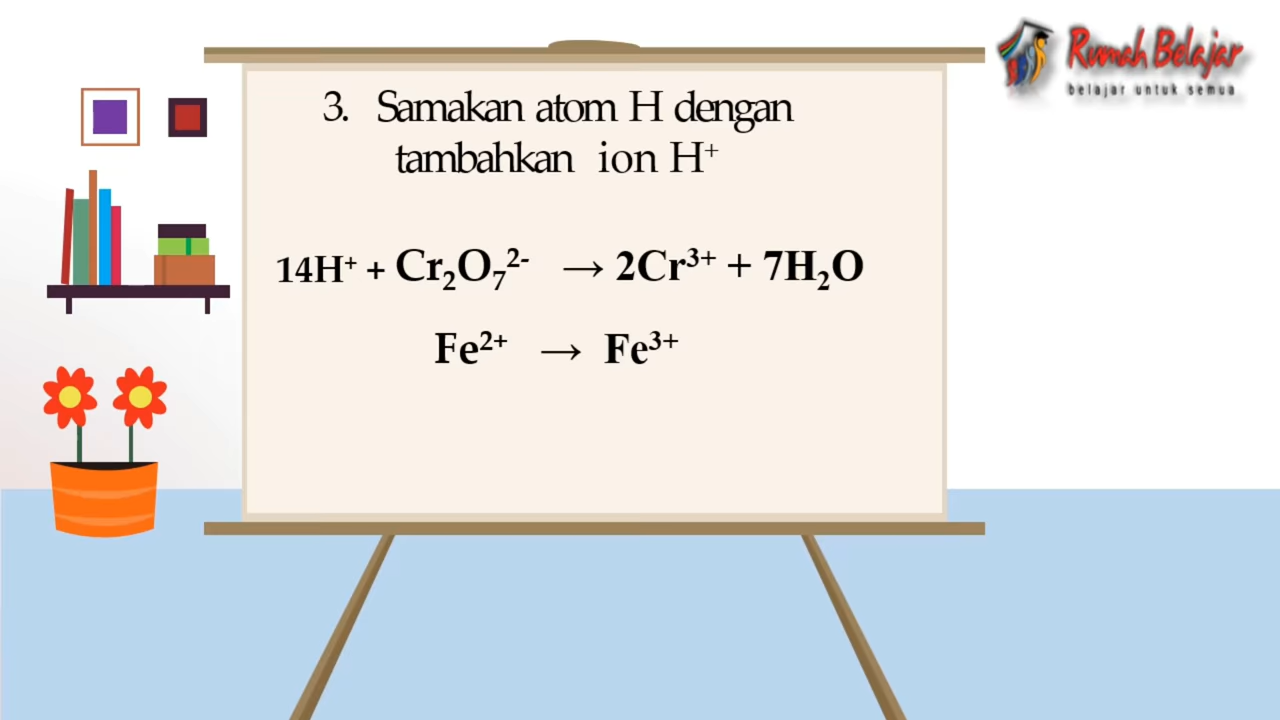 Rumah Belajar
belajar untuk semua
3. Samakan atom H dengan
tambahkan ion H⁺
14H⁺ + Cr₂O₇²⁻ → 2Cr³⁺ + 7H₂O
Fe²⁺ → Fe³⁺